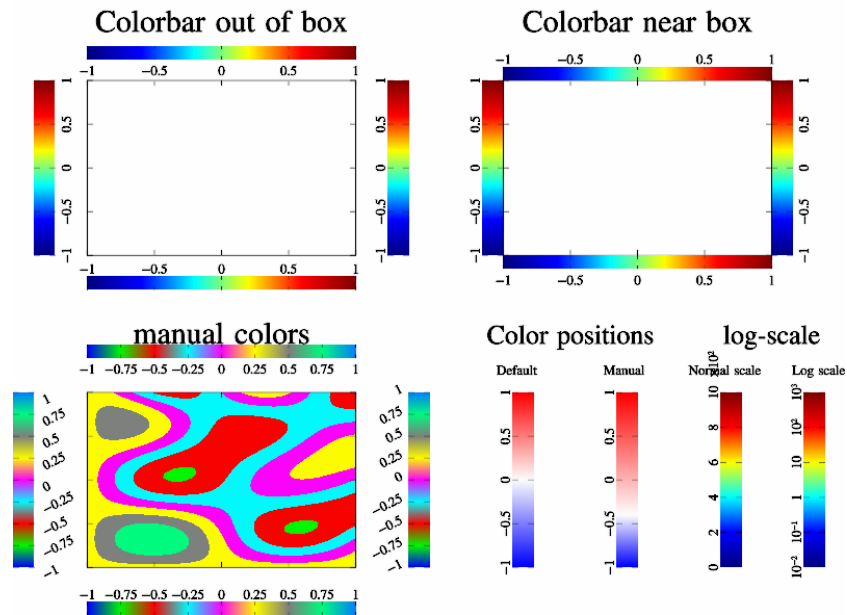 Colorbar out of box
−1 −0.5 0 0.5 1
1 0.5 0 −0.5 −1
1 0.5 0 −0.5 −1
−1 −0.5 0 0.5 1
Colorbar near box
−1 −0.5 0 0.5 1
1 0.5 0 −0.5 −1
1 0.5 0 −0.5 −1
−1 −0.5 0 0.5 1
manual colors
−1 −0.75 −0.5 −0.25 0 0.25 0.5 0.75 1
1 0.75 0.5 0.25 0 −0.25 −0.5 −0.75 −1
1 0.75 0.5 0.25 0 −0.25 −0.5 −0.75 −1
−1 −0.75 −0.5 −0.25 0 0.25 0.5 0.75 1
Color positions
Default
1 0.5 0 −0.5 −1
Manual
1 0.5 0 −0.5 −1
log-scale
Normal scale
10 8 6 4 2 0
Log scale
10³ 10² 10 1 10⁻¹ 10⁻²